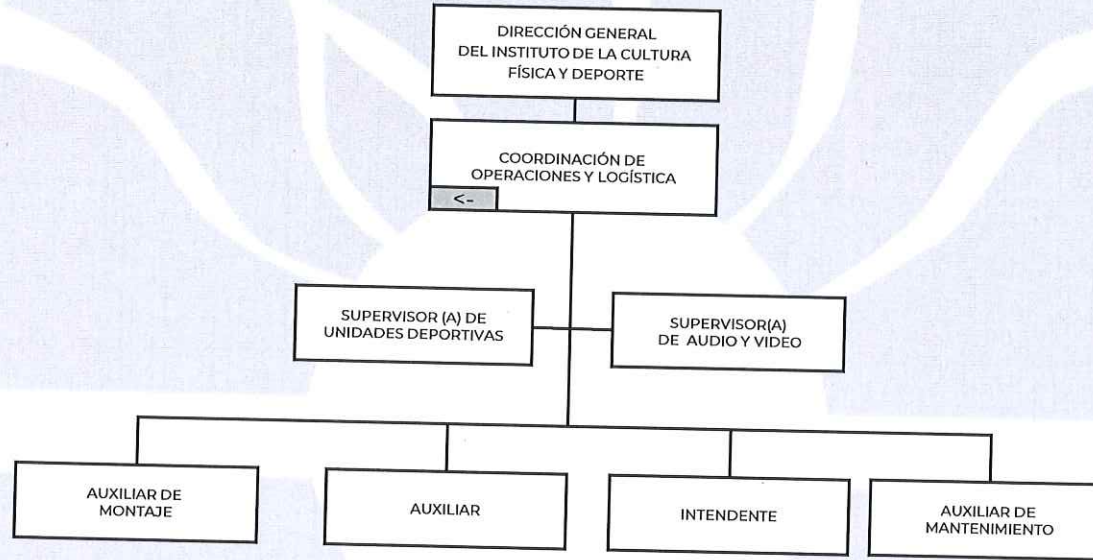 DIRECCIÓN GENERAL
DEL INSTITUTO DE LA CULTURA
FÍSICA Y DEPORTE
COORDINACIÓN DE
OPERACIONES Y LOGÍSTICA
<-
SUPERVISOR (A) DE
UNIDADES DEPORTIVAS
SUPERVISOR(A)
DE AUDIO Y VIDEO
AUXILIAR DE
MONTAJE
AUXILIAR
INTENDENTE
AUXILIAR DE
MANTENIMIENTO